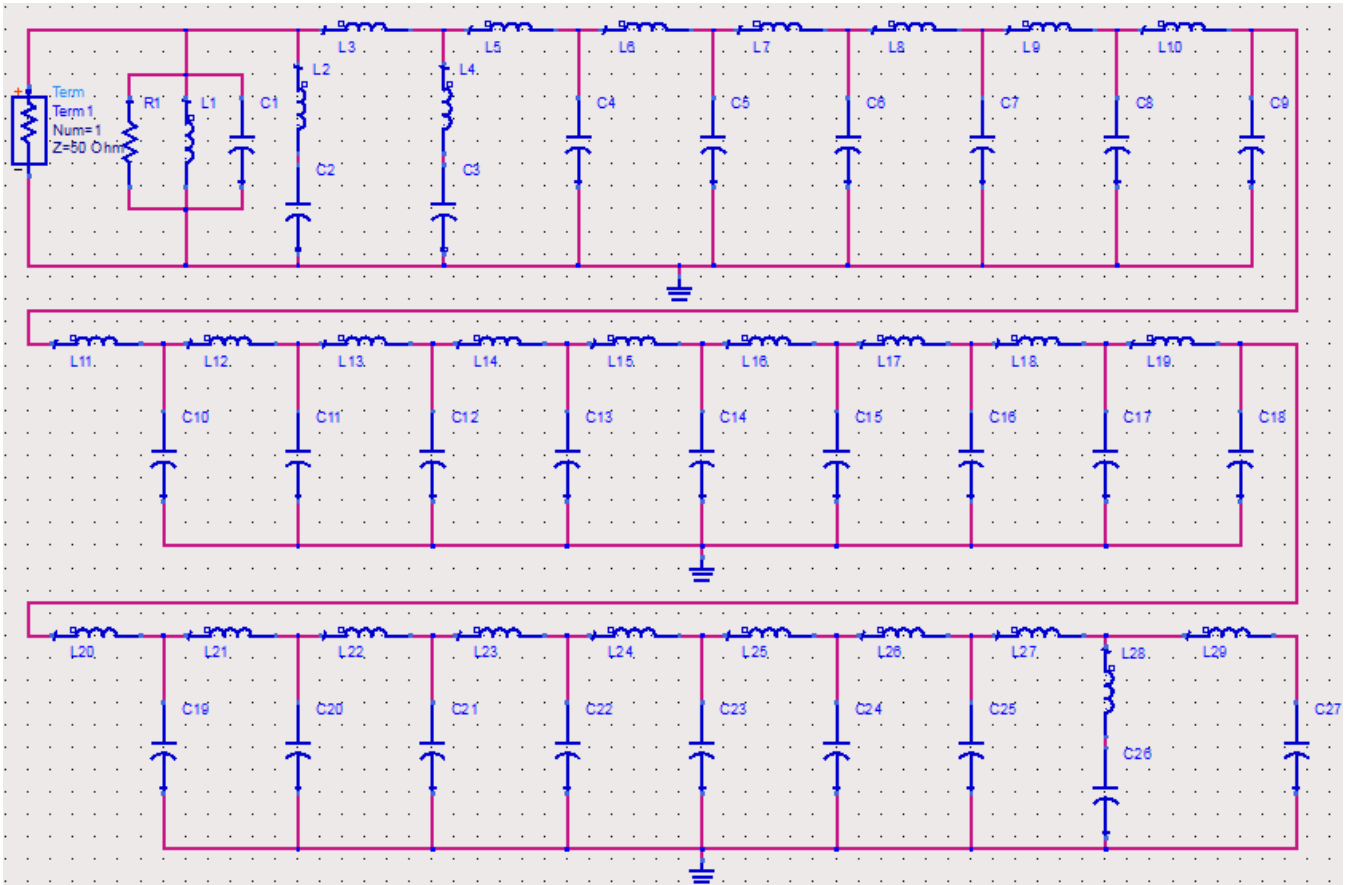 L3 L5 L6 L7 L8 L9 L10
L2 L4
Term
Term1
Num=1
Z=50 Ohm
R1 L1 C1 C4 C5 C6 C7 C8 C9
C2 C3
L11. L12. L13. L14. L15. L16. L17. L18. L19.
C10 C11 C12 C13 C14 C15 C16 C17 C18
L20. L21. L22. L23. L24. L25. L26. L27. L28 L29
C19 C20 C21 C22 C23 C24 C25 C27
C26